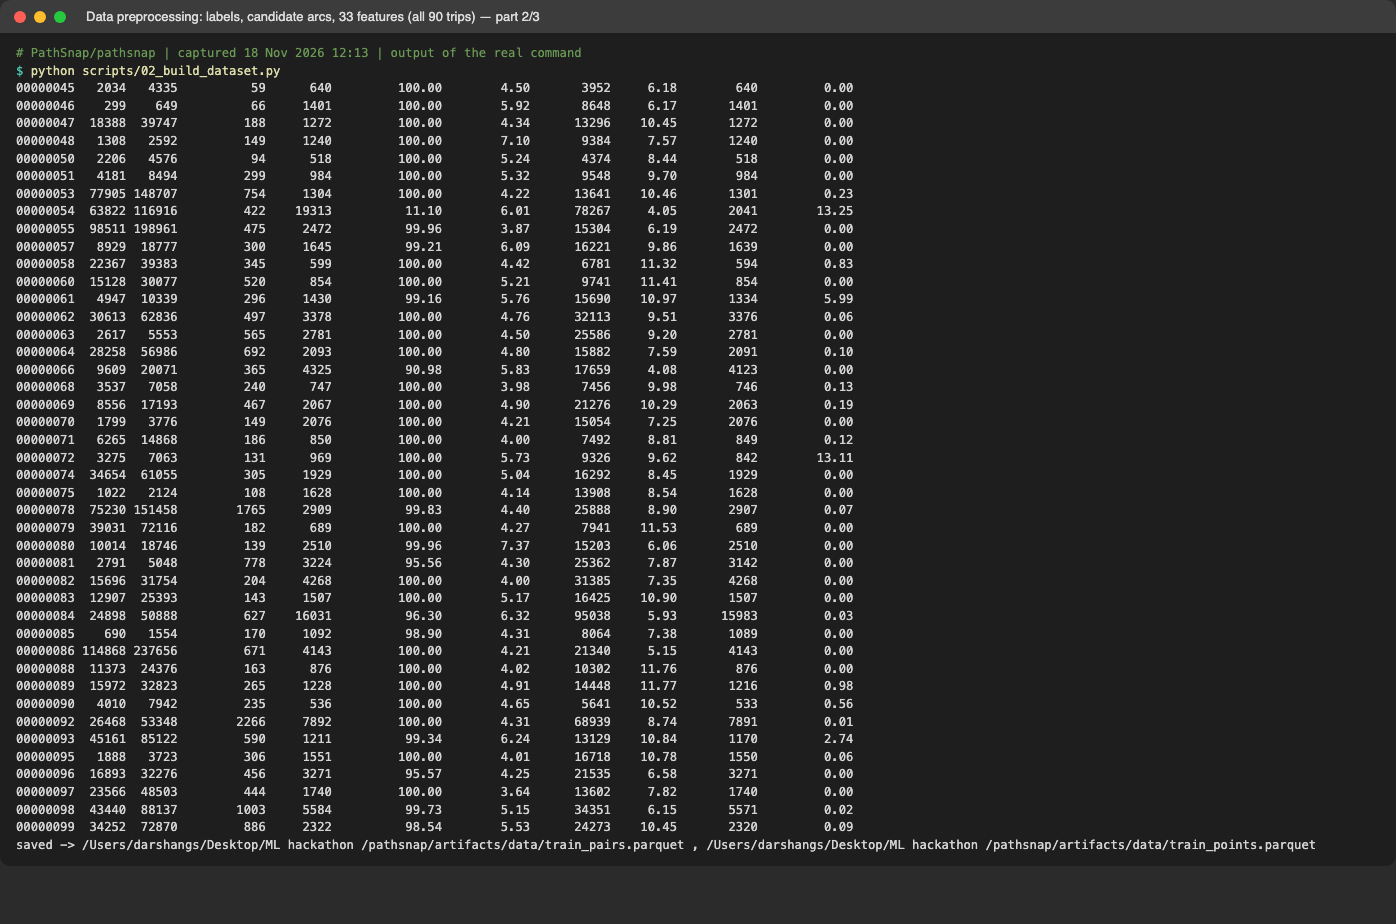 Data preprocessing: labels, candidate arcs, 33 features (all 90 trips) — part 2/3
# PathSnap/pathsnap | captured 18 Nov 2026 12:13 | output of the real command
$ python scripts/02_build_dataset.py
00000045 2034 4335 59 640 100.00 4.50 3952 6.18 640 0.00
00000046 299 649 66 1401 100.00 5.92 8648 6.17 1401 0.00
00000047 18388 39747 188 1272 100.00 4.34 13296 10.45 1272 0.00
00000048 1308 2592 149 1240 100.00 7.10 9384 7.57 1240 0.00
00000050 2206 4576 94 518 100.00 5.24 4374 8.44 518 0.00
00000051 4181 8494 299 984 100.00 5.32 9548 9.70 984 0.00
00000053 77905 148707 754 1304 100.00 4.22 13641 10.46 1301 0.23
00000054 63822 116916 422 19313 11.10 6.01 78267 4.05 2041 13.25
00000055 98511 198961 475 2472 99.96 3.87 15304 6.19 2472 0.00
00000057 8929 18777 300 1645 99.21 6.09 16221 9.86 1639 0.00
00000058 22367 39383 345 599 100.00 4.42 6781 11.32 594 0.83
00000060 15128 30077 520 854 100.00 5.21 9741 11.41 854 0.00
00000061 4947 10339 296 1430 99.16 5.76 15690 10.97 1334 5.99
00000062 30613 62836 497 3378 100.00 4.76 32113 9.51 3376 0.06
00000063 2617 5553 565 2781 100.00 4.50 25586 9.20 2781 0.00
00000064 28258 56986 692 2093 100.00 4.80 15882 7.59 2091 0.10
00000066 9609 20071 365 4325 90.98 5.83 17659 4.08 4123 0.00
00000068 3537 7058 240 747 100.00 3.98 7456 9.98 746 0.13
00000069 8556 17193 467 2067 100.00 4.90 21276 10.29 2063 0.19
00000070 1799 3776 149 2076 100.00 4.21 15054 7.25 2076 0.00
00000071 6265 14868 186 850 100.00 4.00 7492 8.81 849 0.12
00000072 3275 7063 131 969 100.00 5.73 9326 9.62 842 13.11
00000074 34654 61055 305 1929 100.00 5.04 16292 8.45 1929 0.00
00000075 1022 2124 108 1628 100.00 4.14 13908 8.54 1628 0.00
00000078 75230 151458 1765 2909 99.83 4.40 25888 8.90 2907 0.07
00000079 39031 72116 182 689 100.00 4.27 7941 11.53 689 0.00
00000080 10014 18746 139 2510 99.96 7.37 15203 6.06 2510 0.00
00000081 2791 5048 778 3224 95.56 4.30 25362 7.87 3142 0.00
00000082 15696 31754 204 4268 100.00 4.00 31385 7.35 4268 0.00
00000083 12907 25393 143 1507 100.00 5.17 16425 10.90 1507 0.00
00000084 24898 50888 627 16031 96.30 6.32 95038 5.93 15983 0.03
00000085 690 1554 170 1092 98.90 4.31 8064 7.38 1089 0.00
00000086 114868 237656 671 4143 100.00 4.21 21340 5.15 4143 0.00
00000088 11373 24376 163 876 100.00 4.02 10302 11.76 876 0.00
00000089 15972 32823 265 1228 100.00 4.91 14448 11.77 1216 0.98
00000090 4010 7942 235 536 100.00 4.65 5641 10.52 533 0.56
00000092 26468 53348 2266 7892 100.00 4.31 68939 8.74 7891 0.01
00000093 45161 85122 590 1211 99.34 6.24 13129 10.84 1170 2.74
00000095 1888 3723 306 1551 100.00 4.01 16718 10.78 1550 0.06
00000096 16893 32276 456 3271 95.57 4.25 21535 6.58 3271 0.00
00000097 23566 48503 444 1740 100.00 3.64 13602 7.82 1740 0.00
00000098 43440 88137 1003 5584 99.73 5.15 34351 6.15 5571 0.02
00000099 34252 72870 886 2322 98.54 5.53 24273 10.45 2320 0.09
saved -> /Users/darshangs/Desktop/ML hackathon /pathsnap/artifacts/data/train_pairs.parquet , /Users/darshangs/Desktop/ML hackathon /pathsnap/artifacts/data/train_points.parquet